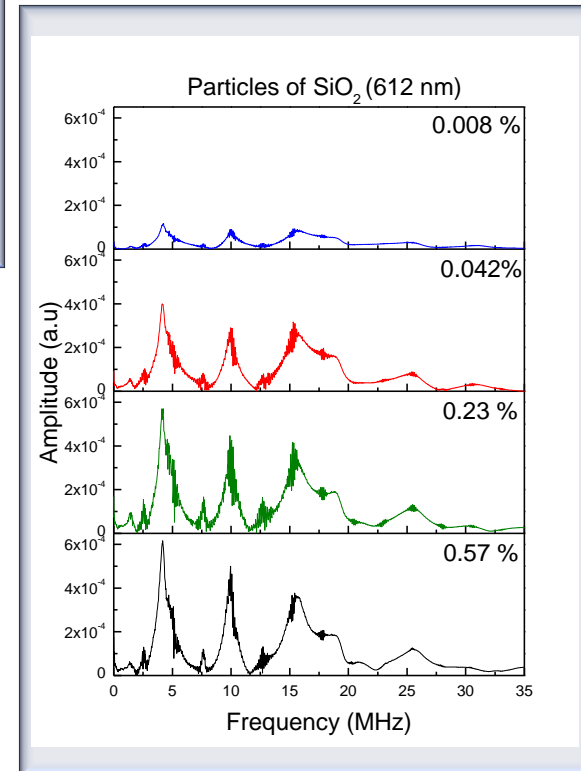 Particles of SiO₂ (612 nm)
6x10⁻⁴
0.008 %
4x10⁻⁴
2x10⁻⁴
0
6x10⁻⁴
0.042%
4x10⁻⁴
2x10⁻⁴
0
6x10⁻⁴
0.23 %
4x10⁻⁴
2x10⁻⁴
0
6x10⁻⁴
0.57 %
4x10⁻⁴
2x10⁻⁴
0
Amplitude (a.u)
0 5 10 15 20 25 30 35
Frequency (MHz)